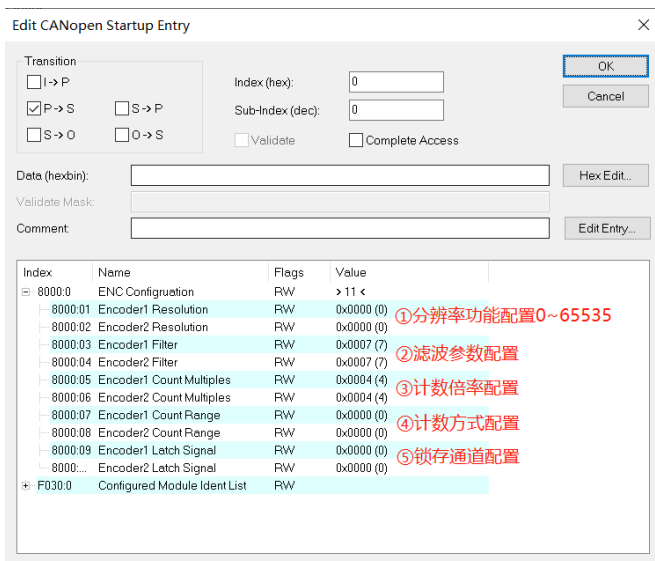 Edit CANopen Startup Entry
Transition
I -> P
P -> S
S -> P
S -> O
O -> S
Index (hex):
0
Sub-Index (dec):
0
Validate
Complete Access
OK
Cancel
Data (hexbin):
Hex Edit...
Validate Mask:
Comment:
Edit Entry...
Index Name Flags Value
8000:0 ENC Configruation RW > 11 <
8000:01 Encoder1 Resolution RW 0x0000 (0)
8000:02 Encoder2 Resolution RW 0x0000 (0)
①分辨率功能配置0~65535
8000:03 Encoder1 Filter RW 0x0007 (7)
8000:04 Encoder2 Filter RW 0x0007 (7)
②滤波参数配置
8000:05 Encoder1 Count Multiples RW 0x0004 (4)
8000:06 Encoder2 Count Multiples RW 0x0004 (4)
③计数倍率配置
8000:07 Encoder1 Count Range RW 0x0000 (0)
8000:08 Encoder2 Count Range RW 0x0000 (0)
④计数方式配置
8000:09 Encoder1 Latch Signal RW 0x0000 (0)
8000:... Encoder2 Latch Signal RW 0x0000 (0)
⑤锁存通道配置
F030:0 Configured Module Ident List RW